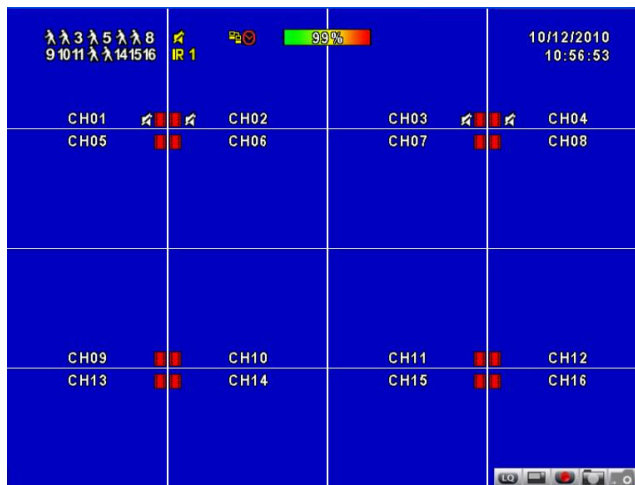 3 5 8
9 10 11 14 15 16
IR 1
99%
10/12/2010
10:56:53
CH01 CH02 CH03 CH04
CH05 CH06 CH07 CH08
CH09 CH10 CH11 CH12
CH13 CH14 CH15 CH16
LQ